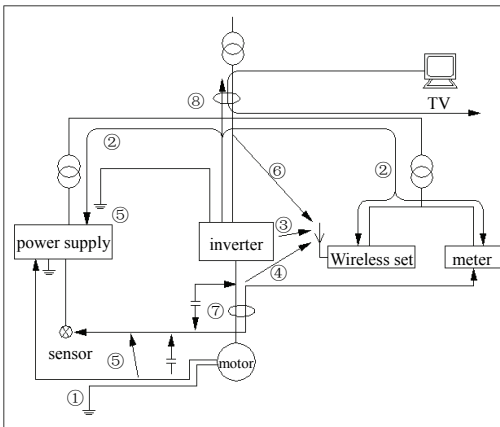 ⑧
TV
②
②
⑥
⑤
③
power supply
inverter
Wireless set
meter
④
⑦
sensor
⑤
motor
①